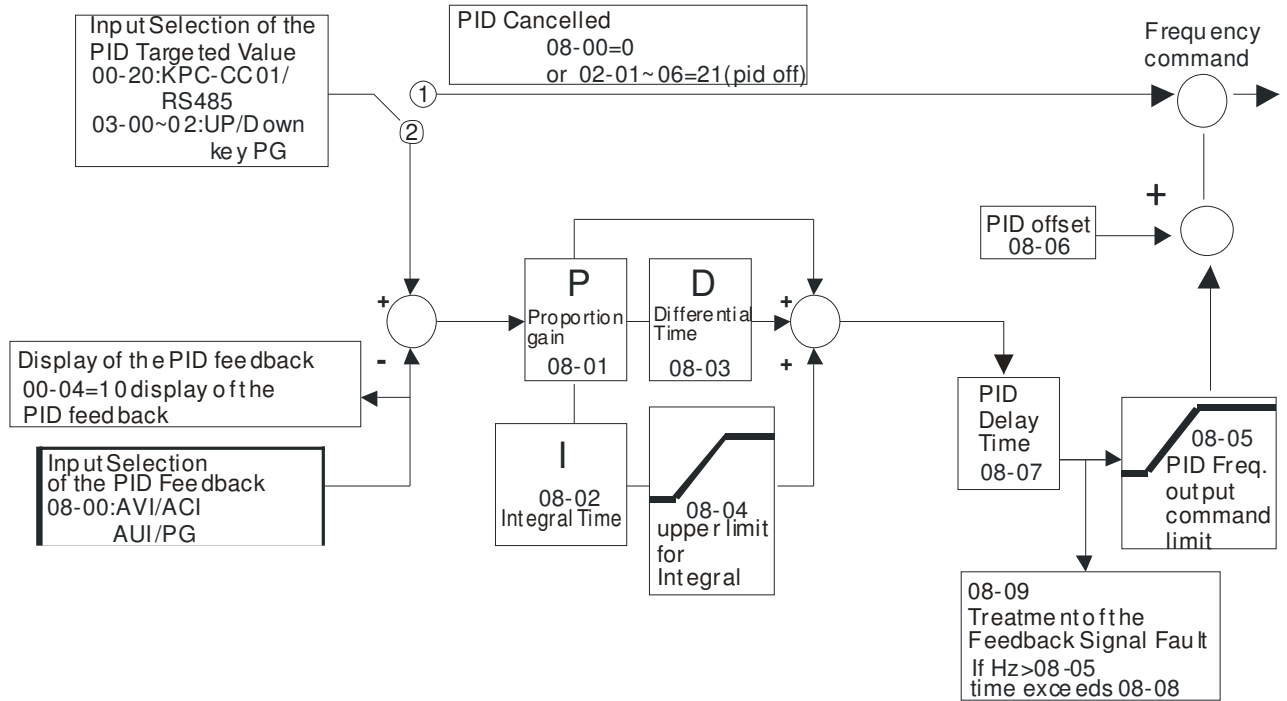 Input Selection of the
PID Targeted Value
00-20:KPC-CC01/
RS485
03-00~02:UP/Down
key PG
PID Cancelled
08-00=0
or 02-01~06=21(pid off)
Frequency
command
1
2
+
PID offset
08-06
+
-
P
Proportion
gain
08-01
D
Differential
Time
08-03
+
+
Display of the PID feedback
00-04=10 display of the
PID feedback
Input Selection
of the PID Feedback
08-00:AVI/ACI
AUI/PG
I
08-02
Integral Time
08-04
upper limit
for
Integral
PID
Delay
Time
08-07
08-05
PID Freq.
output
command
limit
08-09
Treatment of the
Feedback Signal Fault
If Hz>08-05
time exceeds 08-08